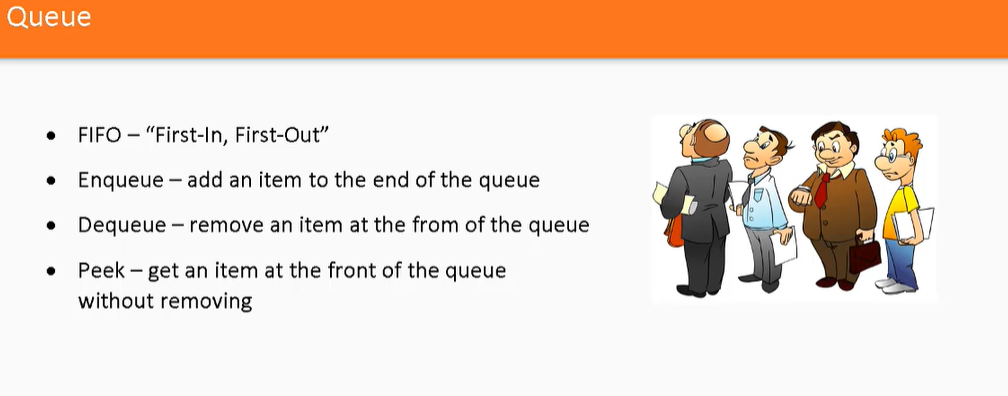 Queue
• FIFO – “First-In, First-Out”
• Enqueue – add an item to the end of the queue
• Dequeue – remove an item at the from of the queue
• Peek – get an item at the front of the queue
without removing